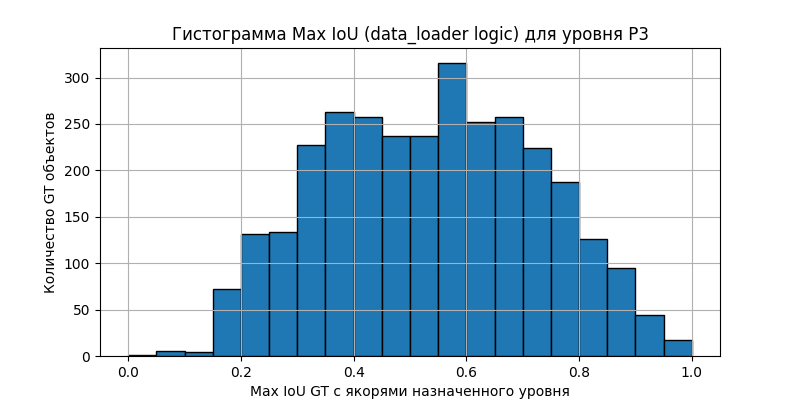 Гистограмма Max IoU (data_loader logic) для уровня P3
Количество GT объектов
300
250
200
150
100
50
0
0.0 0.2 0.4 0.6 0.8 1.0
Max IoU GT с якорями назначенного уровня